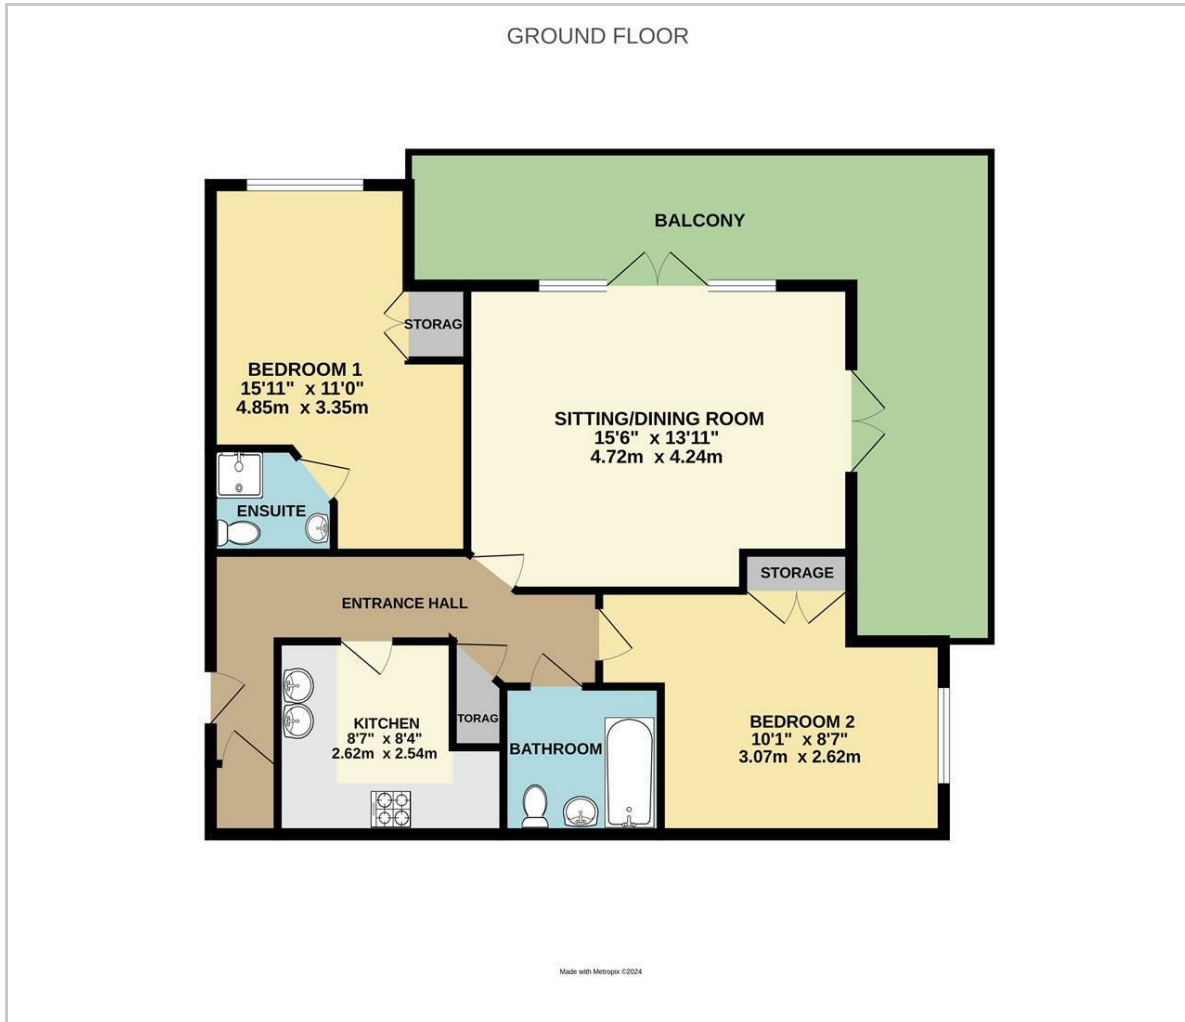 GROUND FLOOR
BALCONY
STORAG
BEDROOM 1
15'11" x 11'0"
4.85m x 3.35m
SITTING/DINING ROOM
15'6" x 13'11"
4.72m x 4.24m
ENSUITE
STORAGE
ENTRANCE HALL
KITCHEN
8'7" x 8'4"
2.62m x 2.54m
TORAG
BATHROOM
BEDROOM 2
10'1" x 8'7"
3.07m x 2.62m
Made with Metropix ©2024